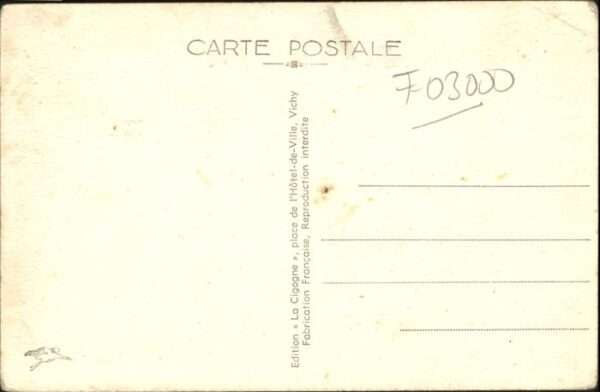 CARTE POSTALE
F03000
Edition « La Cigogne », place de l'Hôtel-de-Ville, Vichy
Fabrication Française, Reproduction interdite